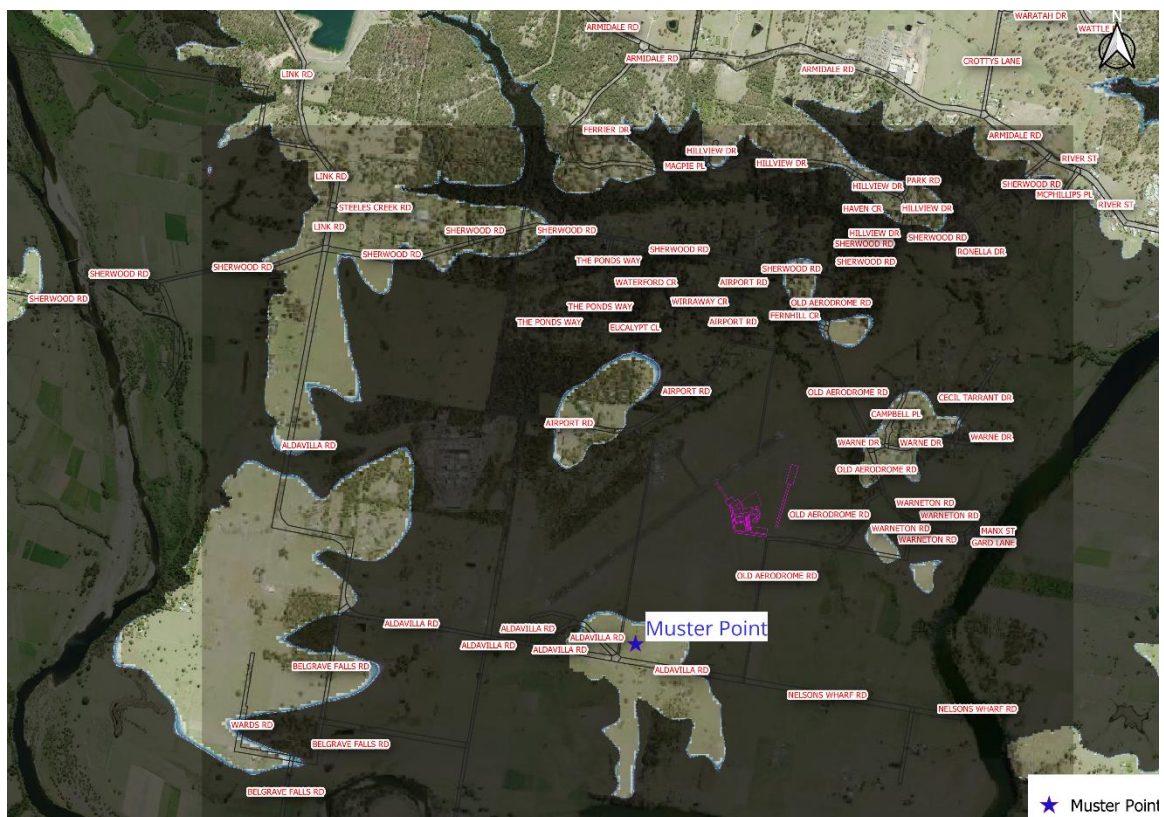 WARATAH DR
ARMIDALE RD
WATTLE
N
ARMIDALE RD
CROTTYS LANE
LINK RD
ARMIDALE RD
FERRIER DR
ARMIDALE RD
HILLVIEW DR
RIVER ST
MAGPIE PL
HILLVIEW DR
LINK RD
PARK RD
HILLVIEW DR
SHERWOOD RD
MCPHILLIPS PL
STEELES CREEK RD
HAVEN CR
HILLVIEW DR
RIVER ST
LINK RD
SHERWOOD RD
SHERWOOD RD
HILLVIEW DR
SHERWOOD RD
SHERWOOD RD
SHERWOOD RD
SHERWOOD RD
RONELLA DR
THE PONDS WAY
SHERWOOD RD
SHERWOOD RD
SHERWOOD RD
SHERWOOD RD
WATERFORD CR
AIRPORT RD
SHERWOOD RD
THE PONDS WAY
WIRRAWAY CR
OLD AERODROME RD
THE PONDS WAY
EUCALYPT CL
AIRPORT RD
FERNHILL CR
AIRPORT RD
OLD AERODROME RD
CECIL TARRANT DR
AIRPORT RD
CAMPBELL PL
ALDAVILLA RD
WARNE DR
WARNE DR
WARNE DR
OLD AERODROME RD
WARNETON RD
OLD AERODROME RD
WARNETON RD
WARNETON RD
MANX ST
WARNETON RD
GARD LANE
OLD AERODROME RD
ALDAVILLA RD
ALDAVILLA RD
ALDAVILLA RD
Muster Point
ALDAVILLA RD
ALDAVILLA RD
BELGRAVE FALLS RD
ALDAVILLA RD
NELSONS WHARF RD
NELSONS WHARF RD
WARDS RD
BELGRAVE FALLS RD
BELGRAVE FALLS RD
Muster Point